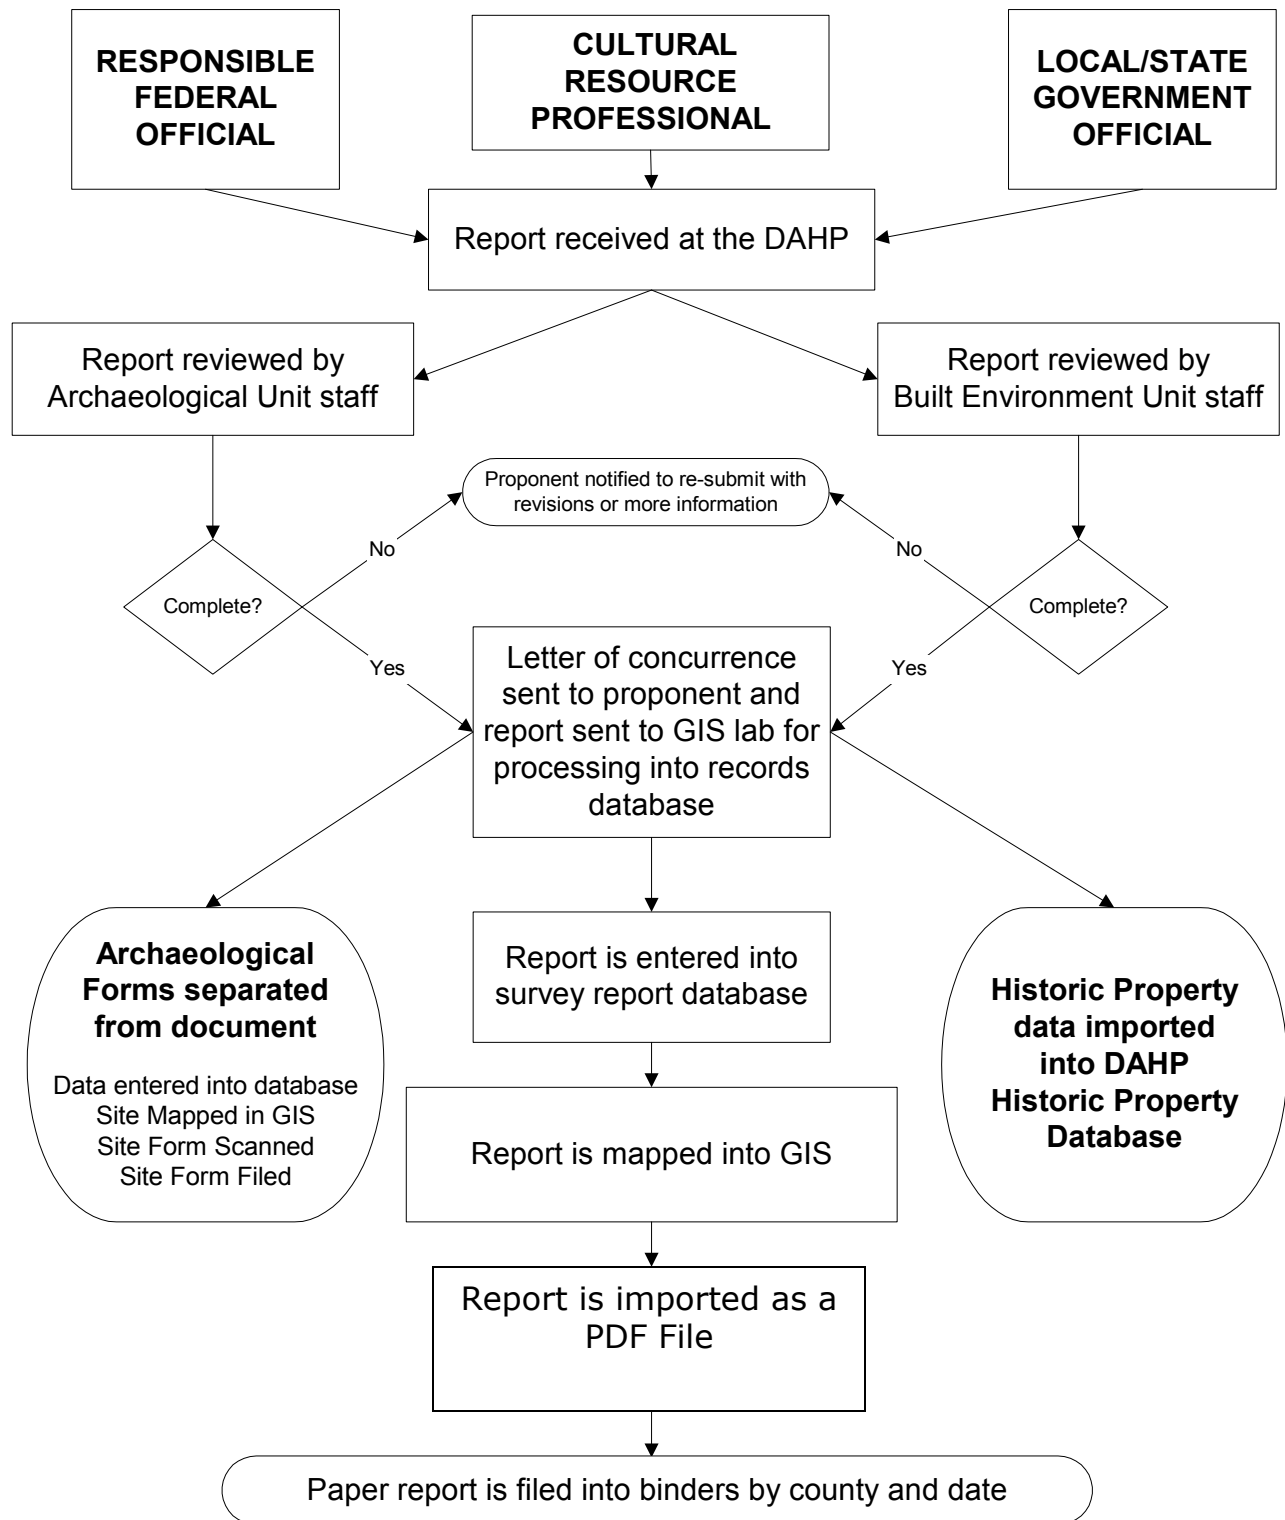 RESPONSIBLE
FEDERAL
OFFICIAL
CULTURAL
RESOURCE
PROFESSIONAL
LOCAL/STATE
GOVERNMENT
OFFICIAL
Report received at the DAHP
Report reviewed by
Archaeological Unit staff
Report reviewed by
Built Environment Unit staff
Proponent notified to re-submit with
revisions or more information
No
No
Complete?
Complete?
Yes
Yes
Letter of concurrence
sent to proponent and
report sent to GIS lab for
processing into records
database
Archaeological
Forms separated
from document
Data entered into database
Site Mapped in GIS
Site Form Scanned
Site Form Filed
Report is entered into
survey report database
Historic Property
data imported
into DAHP
Historic Property
Database
Report is mapped into GIS
Report is imported as a
PDF File
Paper report is filed into binders by county and date